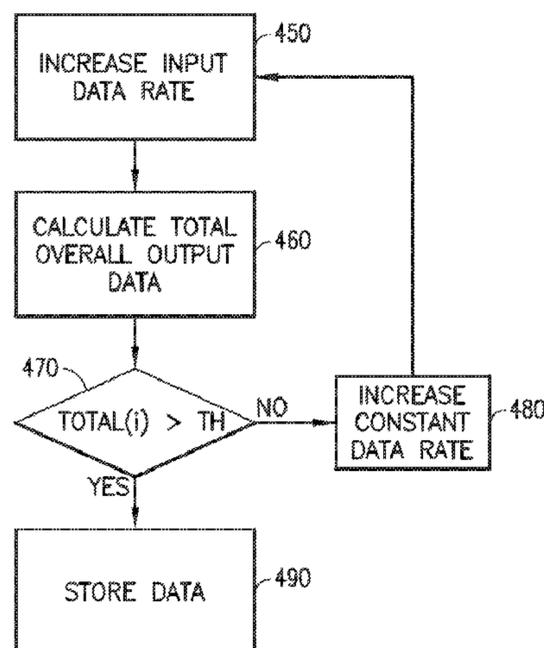 450
INCREASE INPUT
DATA RATE
CALCULATE TOTAL
OVERALL OUTPUT
DATA
460
470
TOTAL(i) > TH
NO
YES
INCREASE
CONSTANT
DATA RATE
480
STORE DATA
490